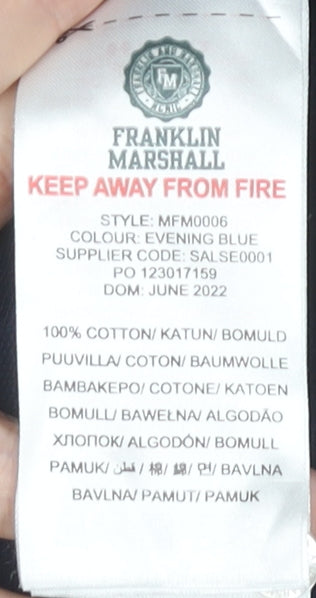 FM
FRANKLIN
MARSHALL
KEEP AWAY FROM FIRE
STYLE: MFM0006
COLOUR: EVENING BLUE
SUPPLIER CODE: SALSE0001
PO 123017159
DOM: JUNE 2022
100% COTTON/ KATUN/ BOMULD
PUUVILLA/ COTON/ BAUMWOLLE
BAMBAKEPO/ COTONE/ KATOEN
BOMULL/ BAWEŁNA/ ALGODÃO
ХЛОПОК/ ALGODÓN/ BOMULL
PAMUK/ قطن / 棉/ 綿/ 면/ BAVLNA
BAVLNA/ PAMUT/ PAMUK